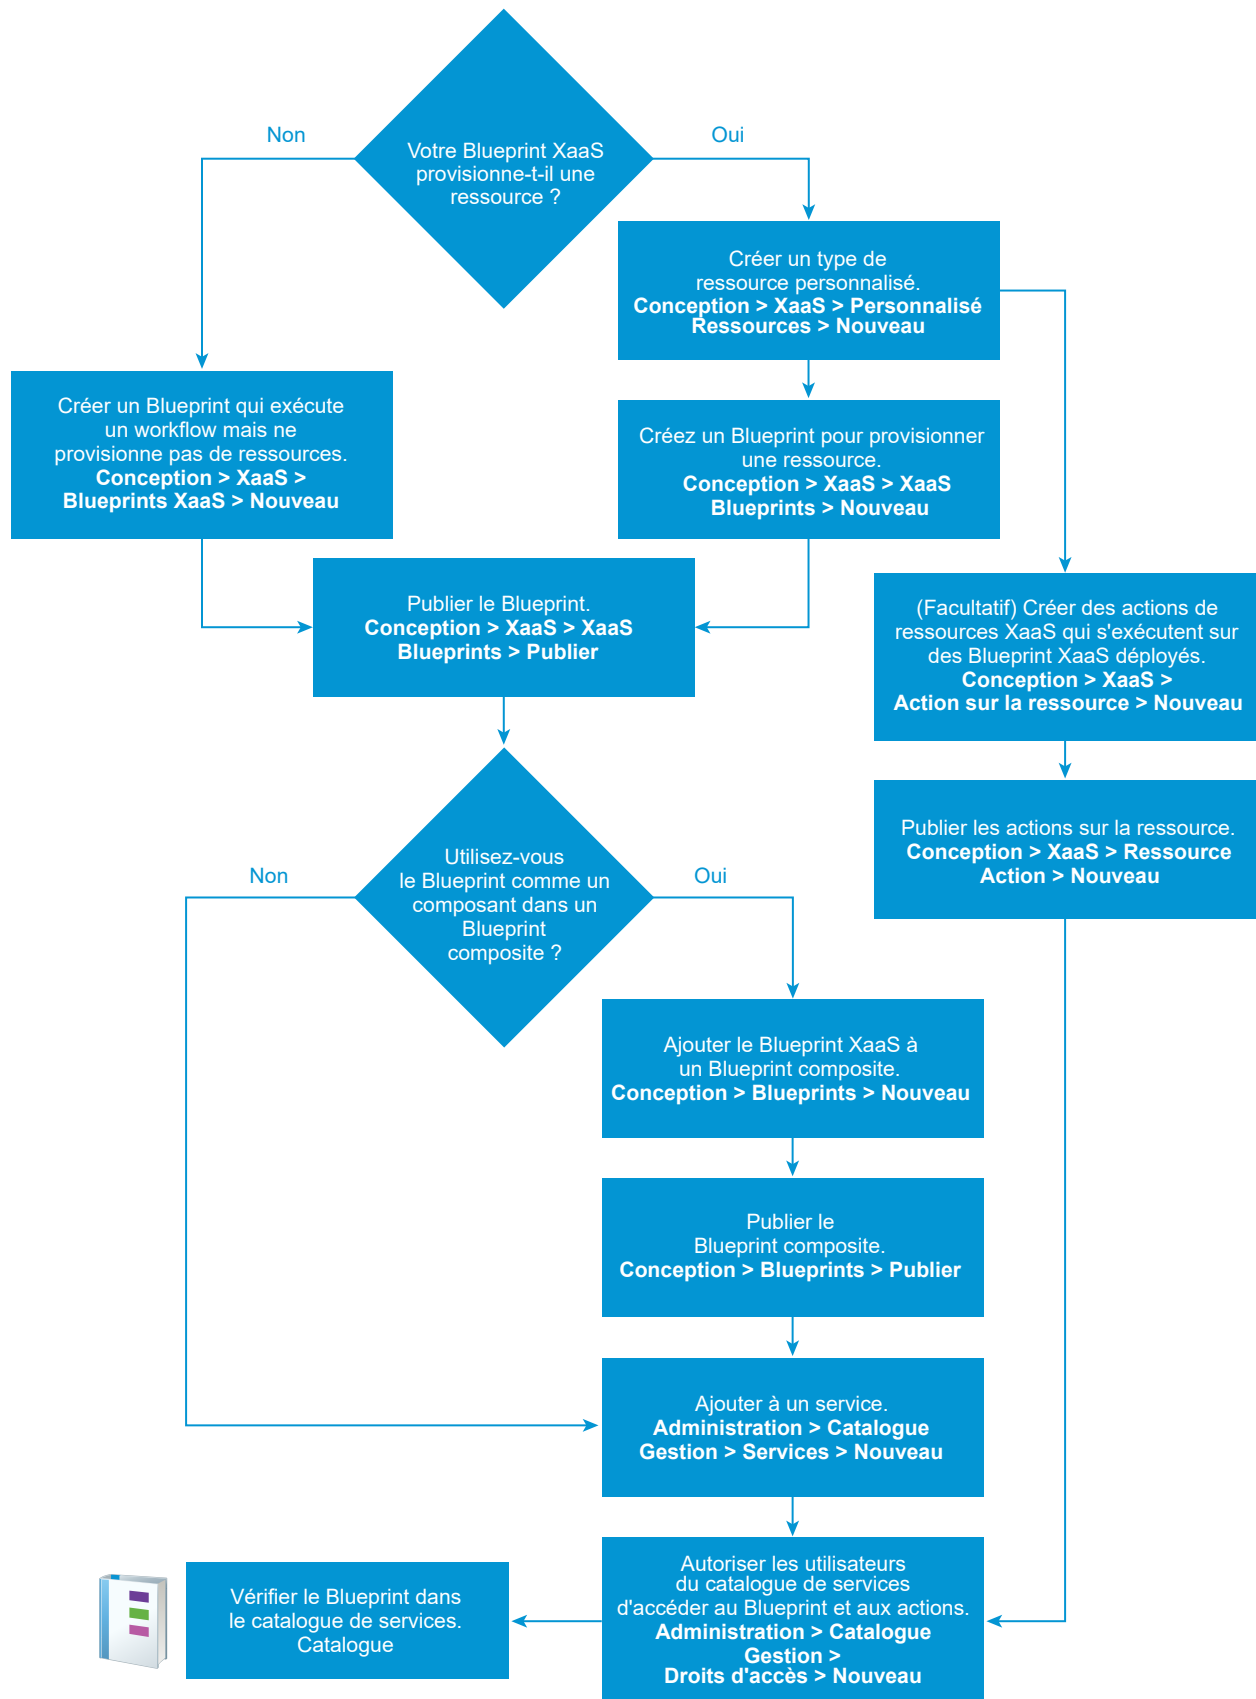 Non
Oui
Votre Blueprint XaaS
provisionne-t-il une
ressource ?
Créer un type de
ressource personnalisé.
Conception > XaaS > Personnalisé
Ressources > Nouveau
Créer un Blueprint qui exécute
un workflow mais ne
provisionne pas de ressources.
Conception > XaaS >
Blueprints XaaS > Nouveau
Créez un Blueprint pour provisionner
une ressource.
Conception > XaaS > XaaS
Blueprints > Nouveau
Publier le Blueprint.
Conception > XaaS > XaaS
Blueprints > Publier
(Facultatif) Créer des actions de
ressources XaaS qui s'exécutent sur
des Blueprint XaaS déployés.
Conception > XaaS >
Action sur la ressource > Nouveau
Publier les actions sur la ressource.
Conception > XaaS > Ressource
Action > Nouveau
Non
Oui
Utilisez-vous
le Blueprint comme un
composant dans un
Blueprint
composite ?
Ajouter le Blueprint XaaS à
un Blueprint composite.
Conception > Blueprints > Nouveau
Publier le
Blueprint composite.
Conception > Blueprints > Publier
Ajouter à un service.
Administration > Catalogue
Gestion > Services > Nouveau
Autoriser les utilisateurs
du catalogue de services
d'accéder au Blueprint et aux actions.
Administration > Catalogue
Gestion >
Droits d'accès > Nouveau
Vérifier le Blueprint dans
le catalogue de services.
Catalogue